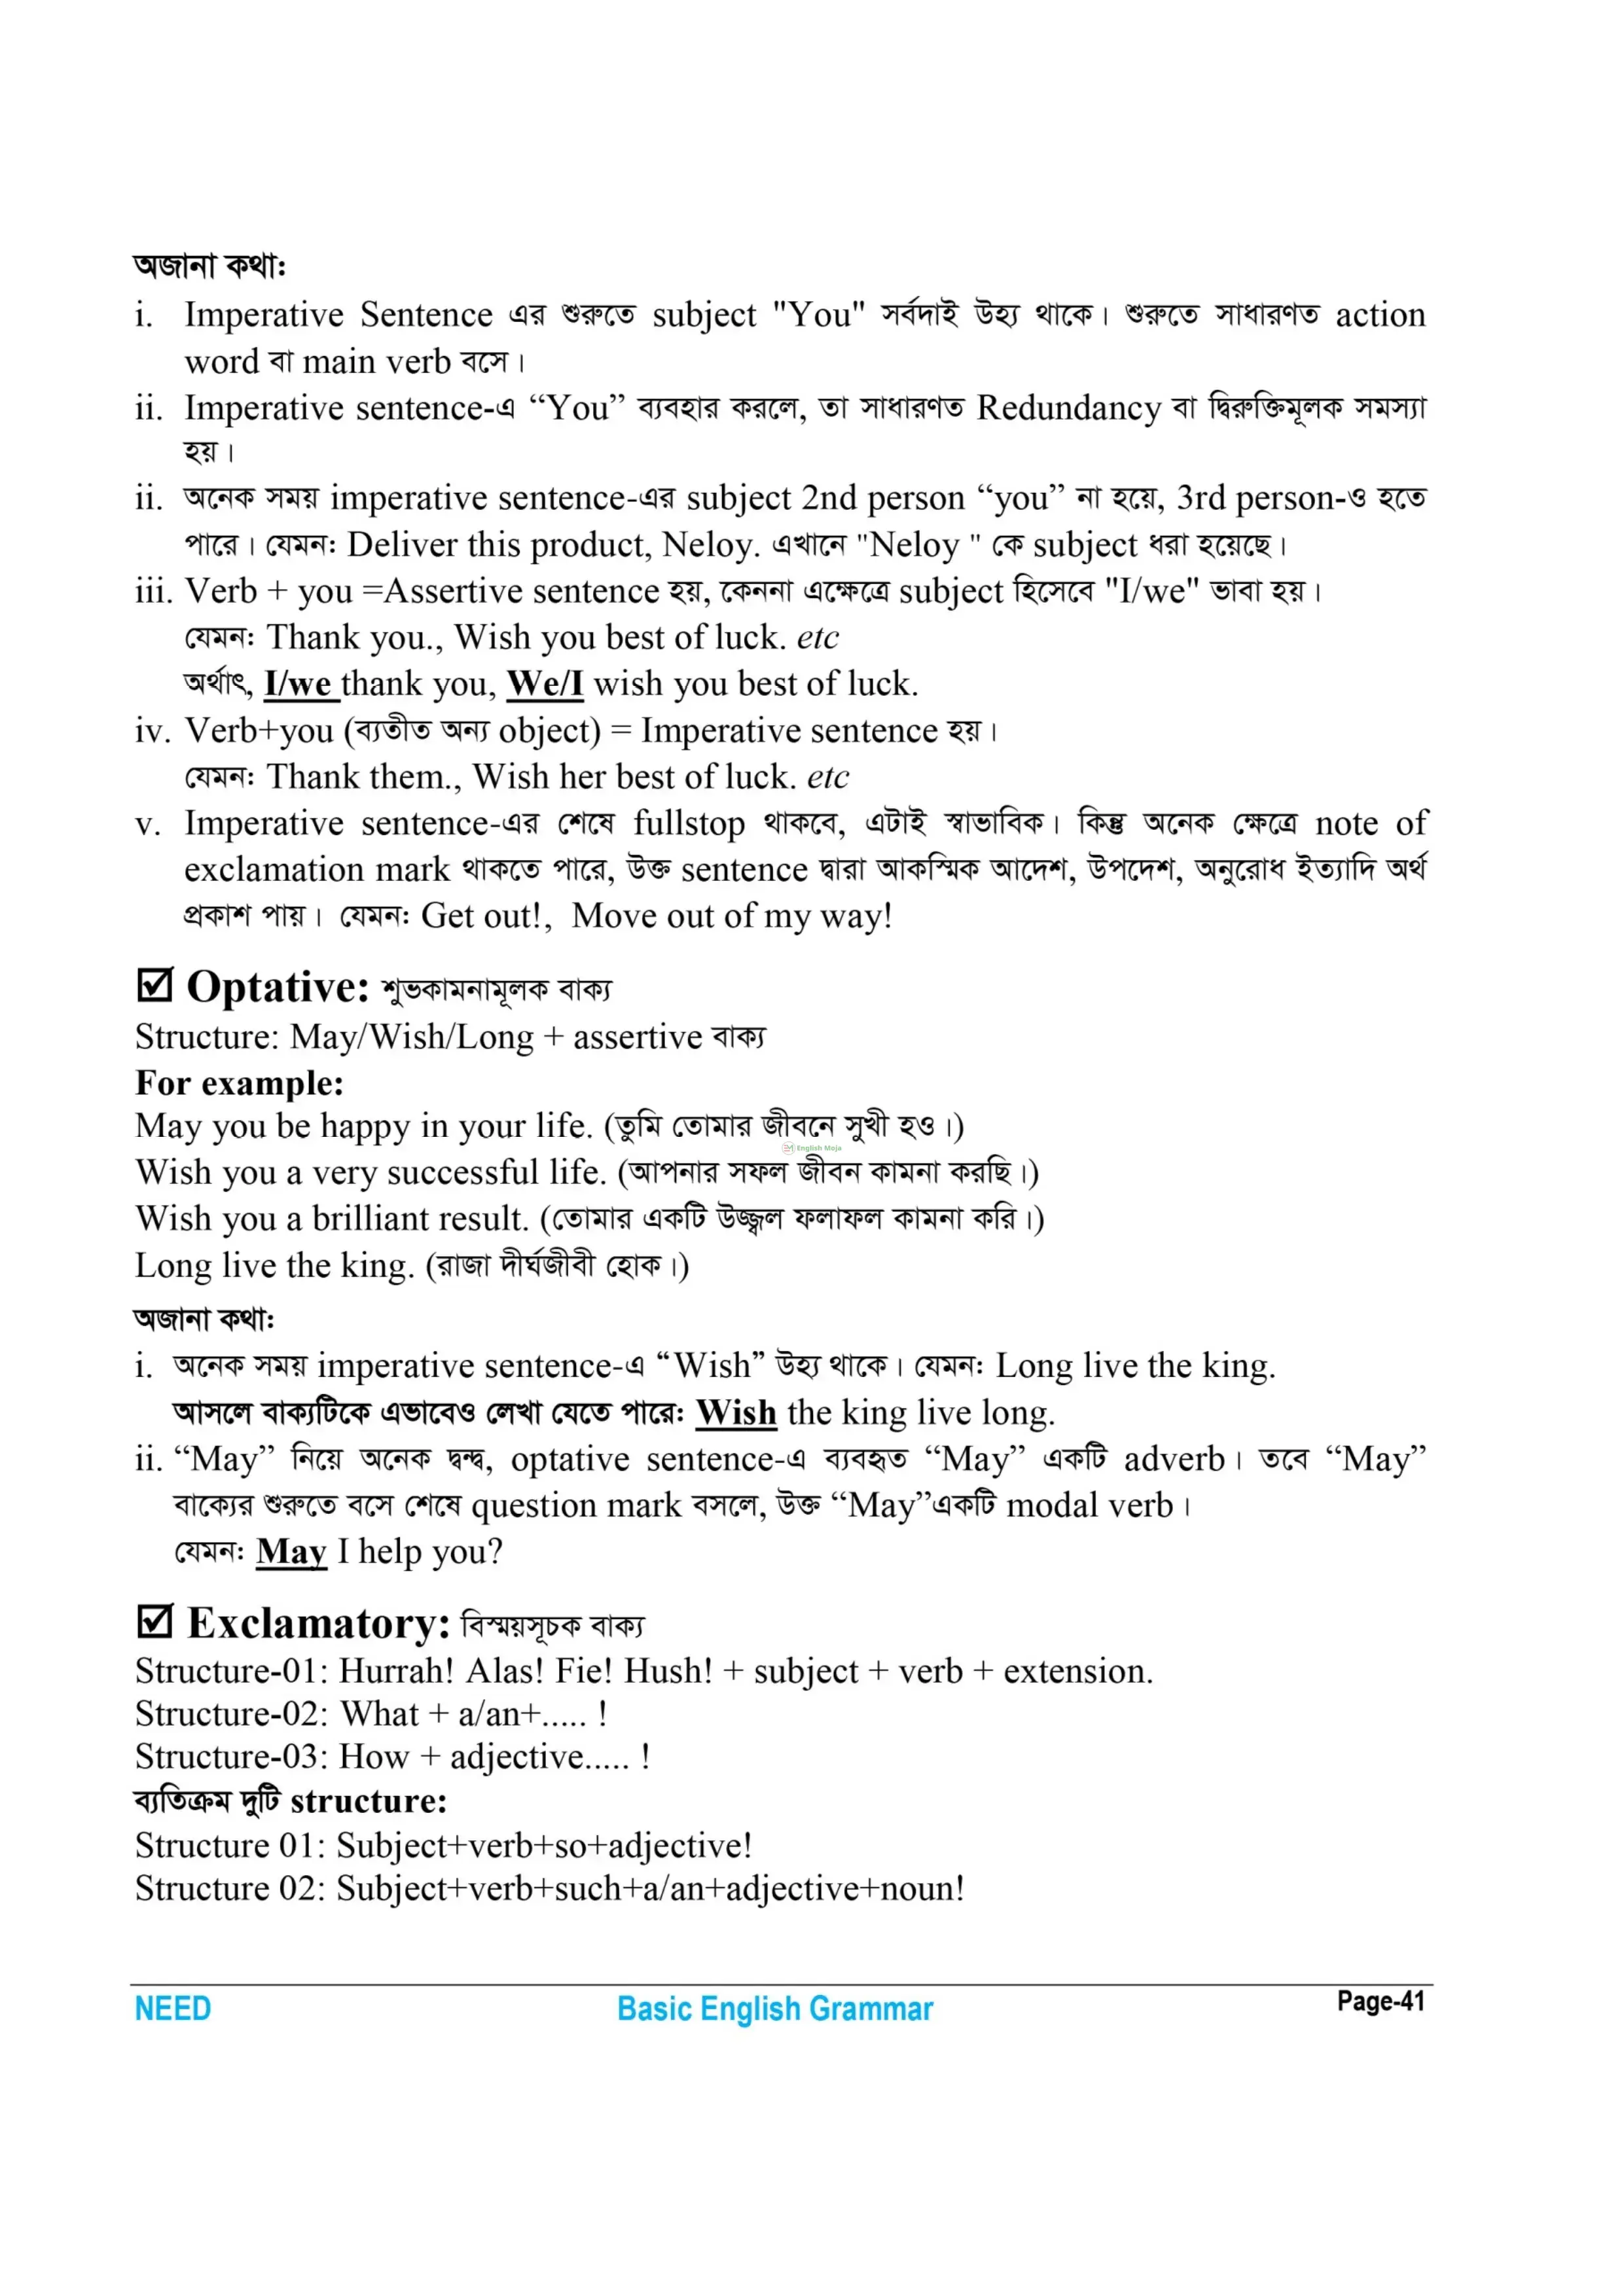 অজানা কথাঃ
i. Imperative Sentence এর শুরুতে subject "You" সর্বদাই উহ্য থাকে। শুরুতে সাধারণত action
word বা main verb বসে।
ii. Imperative sentence-এ “You” ব্যবহার করলে, তা সাধারণত Redundancy বা দ্বিরুক্তিমূলক সমস্যা
হয়।
ii. অনেক সময় imperative sentence-এর subject 2nd person “you” না হয়ে, 3rd person-ও হতে
পারে। যেমনঃ Deliver this product, Neloy. এখানে "Neloy " কে subject ধরা হয়েছে।
iii. Verb + you =Assertive sentence হয়, কেননা এক্ষেত্রে subject হিসেবে "I/we" ভাবা হয়।
যেমনঃ Thank you., Wish you best of luck. etc
অর্থাৎ, I/we thank you, We/I wish you best of luck.
iv. Verb+you (ব্যতীত অন্য object) = Imperative sentence হয়।
যেমনঃ Thank them., Wish her best of luck. etc
v. Imperative sentence-এর শেষে fullstop থাকবে, এটাই স্বাভাবিক। কিন্তু অনেক ক্ষেত্রে note of
exclamation mark থাকতে পারে, উক্ত sentence দ্বারা আকস্মিক আদেশ, উপদেশ, অনুরোধ ইত্যাদি অর্থ
প্রকাশ পায়। যেমনঃ Get out!, Move out of my way!
☑ Optative: শুভকামনামূলক বাক্য
Structure: May/Wish/Long + assertive বাক্য
For example:
May you be happy in your life. (তুমি তোমার জীবনে সুখী হও।)
English Moja
Wish you a very successful life. (আপনার সফল জীবন কামনা করছি।)
Wish you a brilliant result. (তোমার একটি উজ্জ্বল ফলাফল কামনা করি।)
Long live the king. (রাজা দীর্ঘজীবী হোক।)
অজানা কথাঃ
i. অনেক সময় imperative sentence-এ “Wish” উহ্য থাকে। যেমনঃ Long live the king.
আসলে বাক্যটিকে এভাবেও লেখা যেতে পারেঃ Wish the king live long.
ii. “May” নিয়ে অনেক দ্বন্দ্ব, optative sentence-এ ব্যবহৃত “May” একটি adverb। তবে “May”
বাক্যের শুরুতে বসে শেষে question mark বসলে, উক্ত “May”একটি modal verb।
যেমনঃ May I help you?
☑ Exclamatory: বিস্ময়সূচক বাক্য
Structure-01: Hurrah! Alas! Fie! Hush! + subject + verb + extension.
Structure-02: What + a/an+..... !
Structure-03: How + adjective..... !
ব্যতিক্রম দুটি structure:
Structure 01: Subject+verb+so+adjective!
Structure 02: Subject+verb+such+a/an+adjective+noun!
NEED Basic English Grammar Page-41